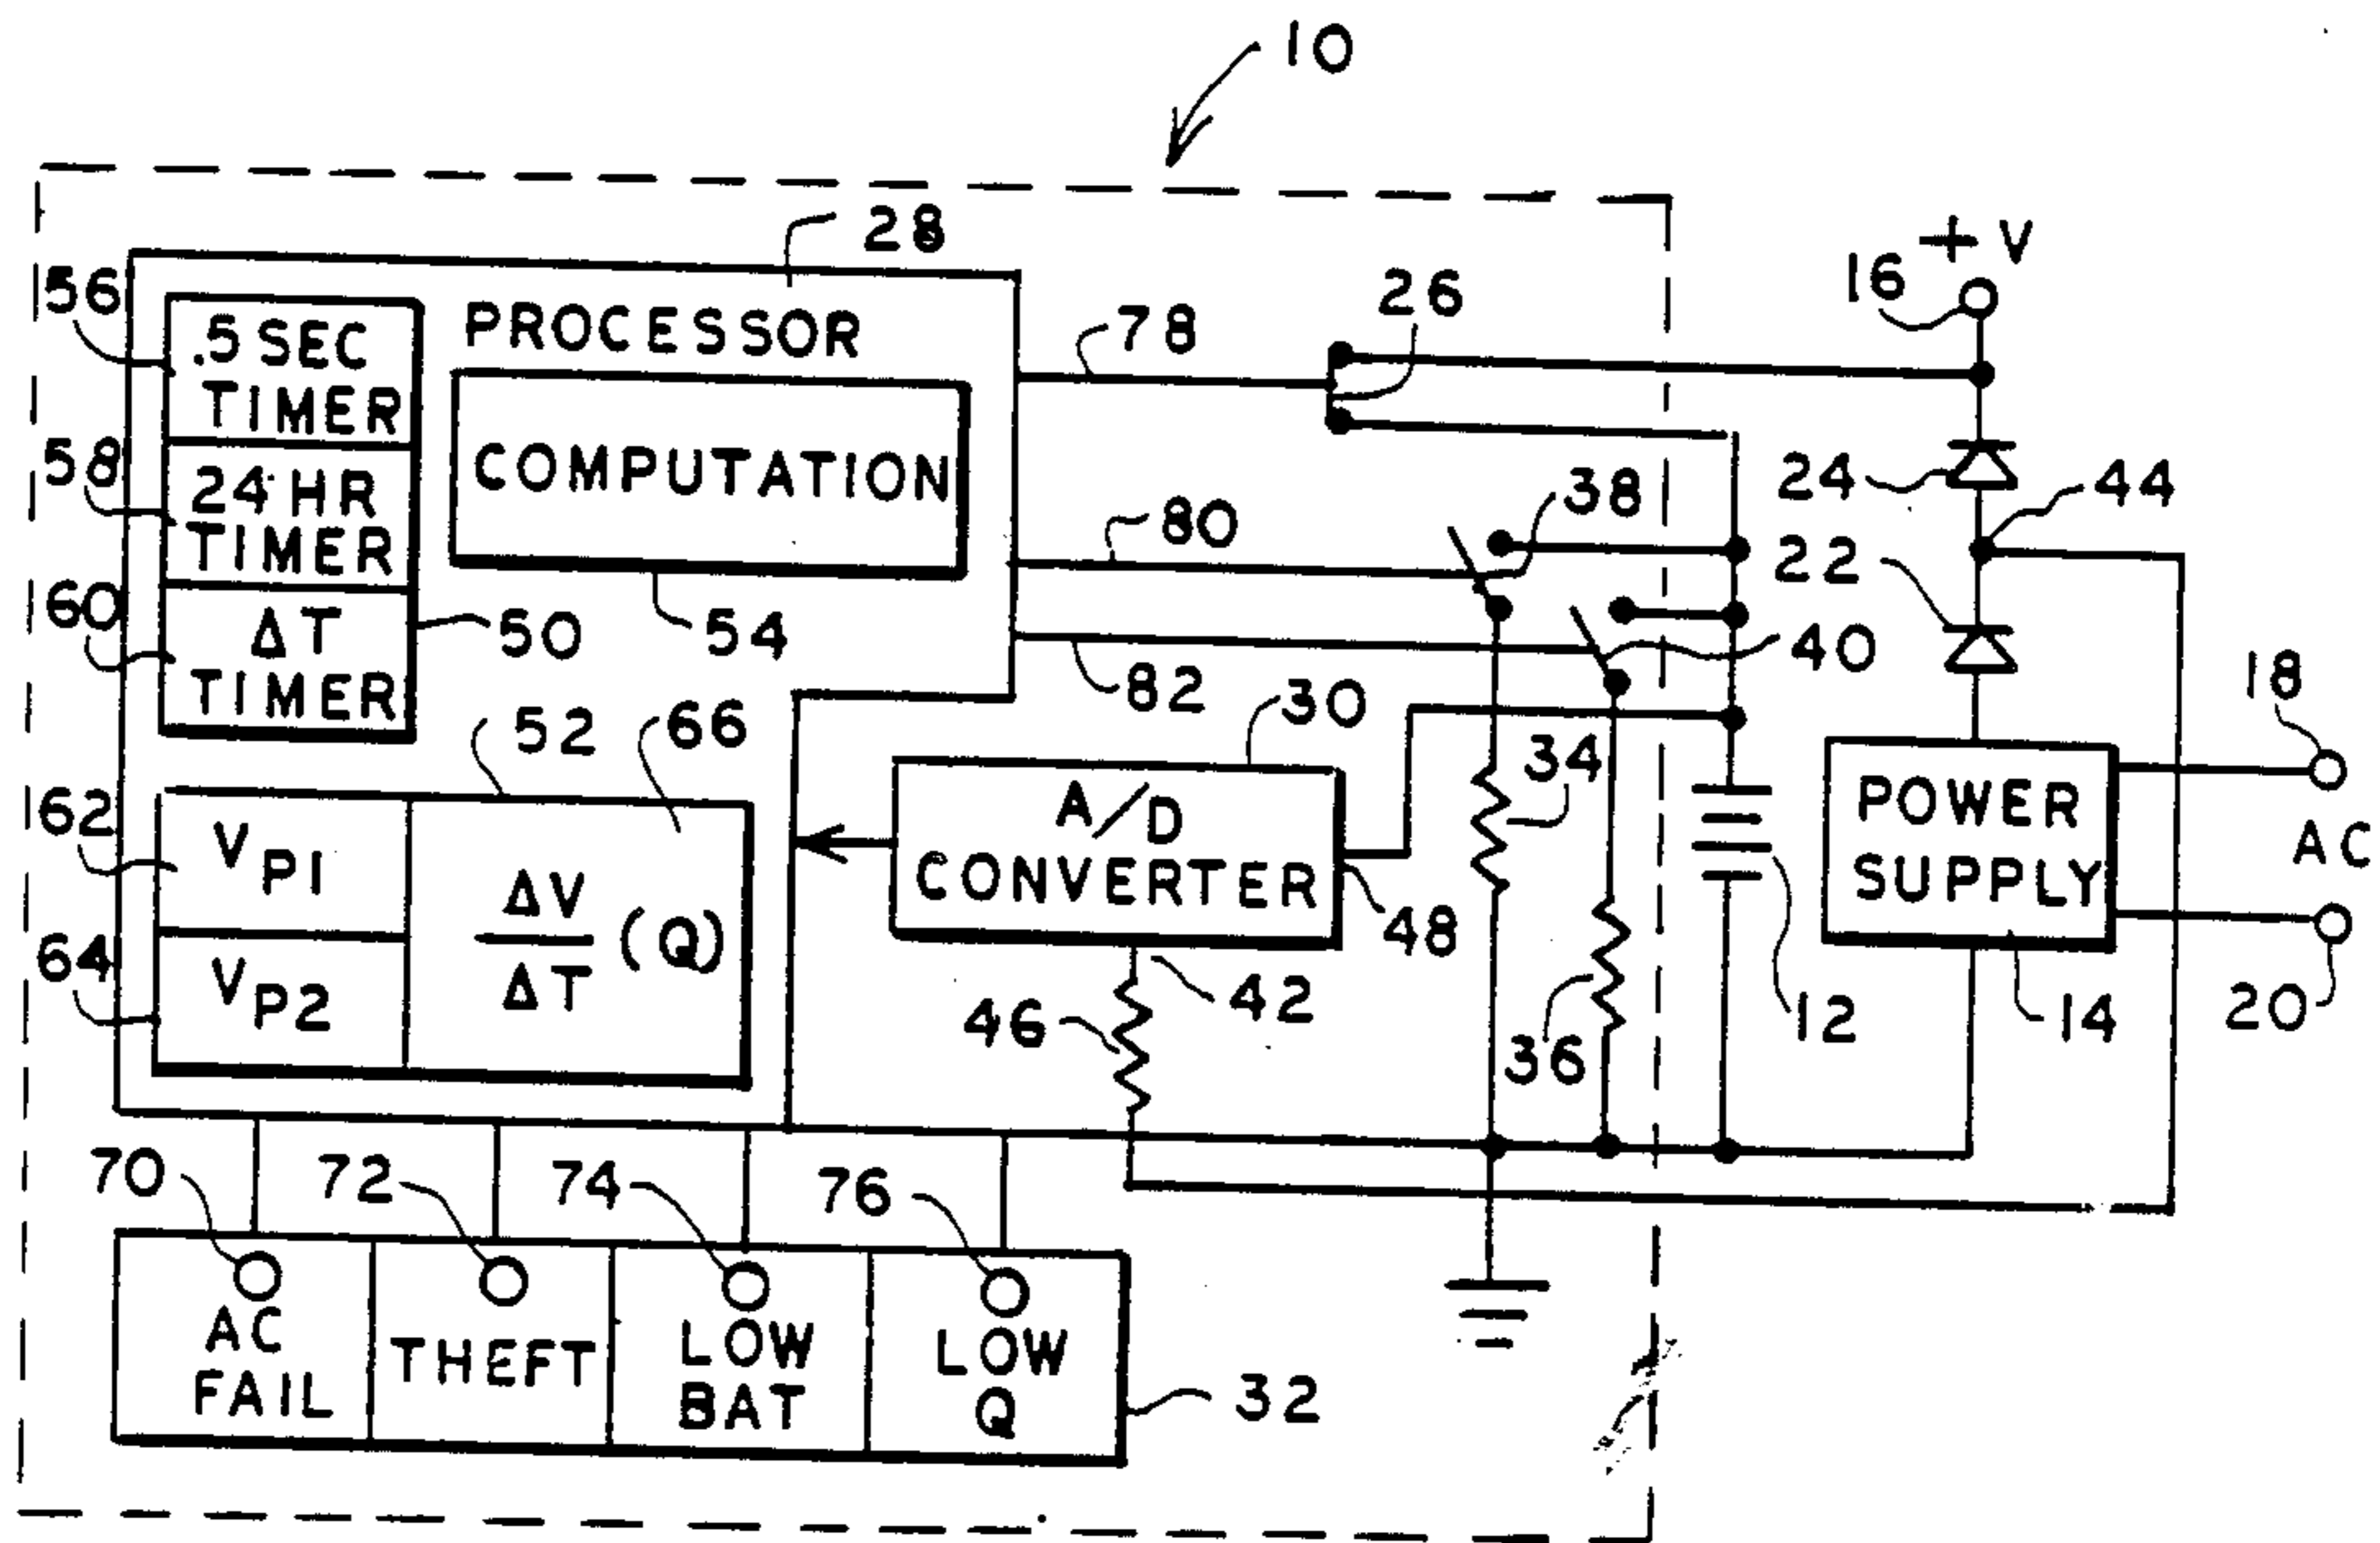 10
28
PROCESSOR
56
.5 SEC
TIMER
58
24 HR
TIMER
60
ΔT
TIMER
50
COMPUTATION
54
78
26
16
+ V
24
44
38
80
22
40
82
30
18
52
66
34
A/D
CONVERTER
POWER
SUPPLY
AC
162
VP1
64
VP2
ΔV
ΔT
(Q)
48
42
46
36
12
14
20
70
72
74
76
AC
FAIL
THEFT
LOW
BAT
LOW
Q
32